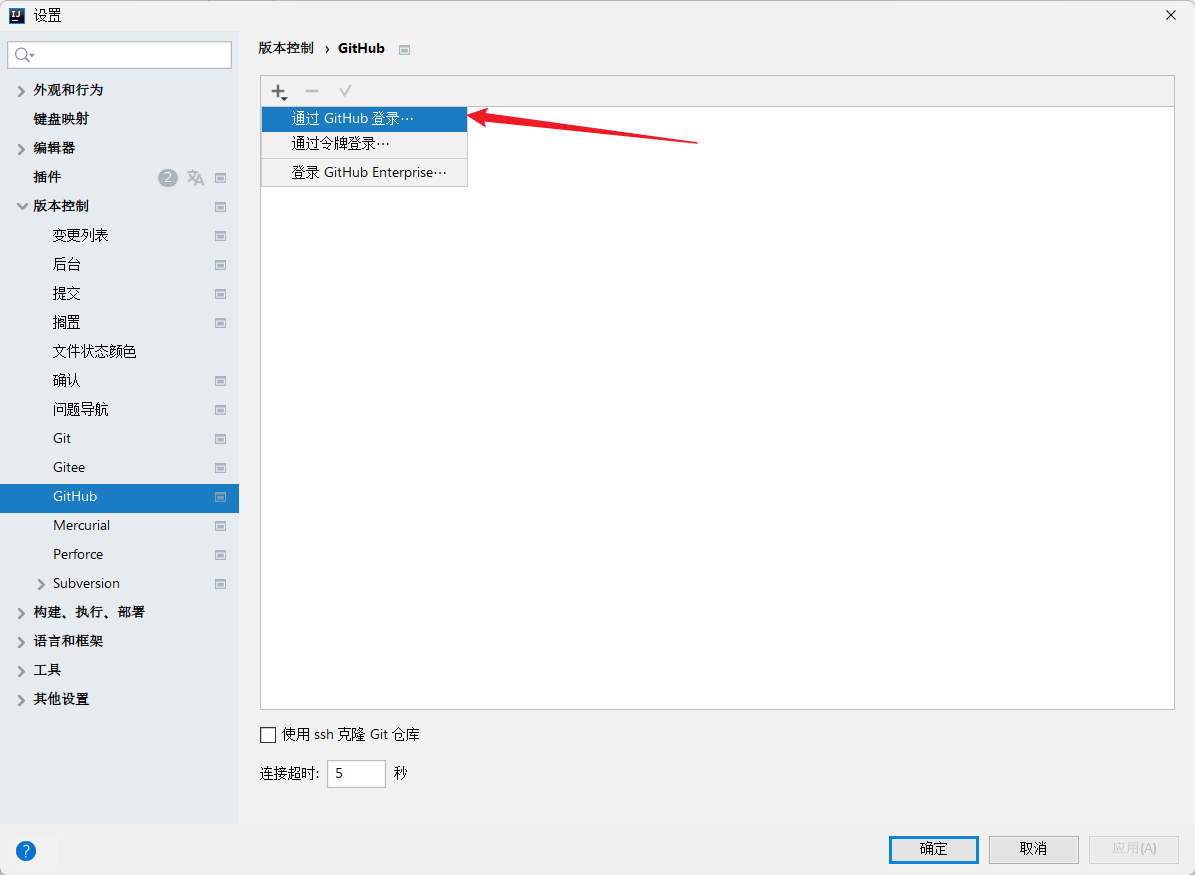 设置
外观和行为
键盘映射
编辑器
插件 2
版本控制
变更列表
后台
提交
搁置
文件状态颜色
确认
问题导航
Git
Gitee
GitHub
Mercurial
Perforce
Subversion
构建、执行、部署
语言和框架
工具
其他设置
版本控制 › GitHub
通过 GitHub 登录…
通过令牌登录…
登录 GitHub Enterprise…
使用 ssh 克隆 Git 仓库
连接超时: 5 秒
?
确定 取消 应用(A)